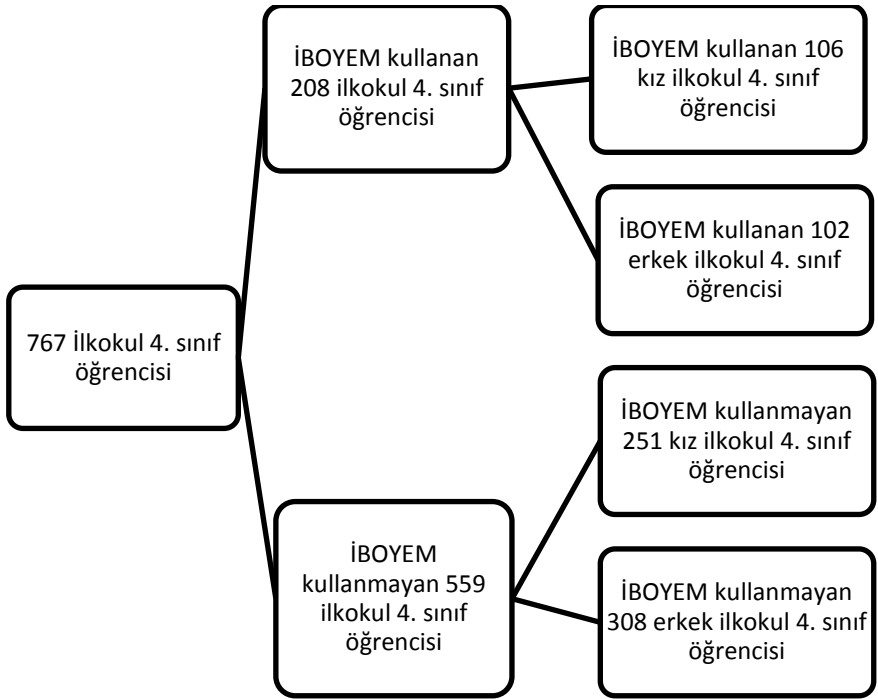 İBOYEM kullanan
208 ilkokul 4. sınıf
öğrencisi
İBOYEM kullanan 106
kız ilkokul 4. sınıf
öğrencisi
İBOYEM kullanan 102
erkek ilkokul 4. sınıf
öğrencisi
767 İlkokul 4. sınıf
öğrencisi
İBOYEM kullanmayan
251 kız ilkokul 4. sınıf
öğrencisi
İBOYEM
kullanmayan 559
ilkokul 4. sınıf
öğrencisi
İBOYEM kullanmayan
308 erkek ilkokul 4. sınıf
öğrencisi